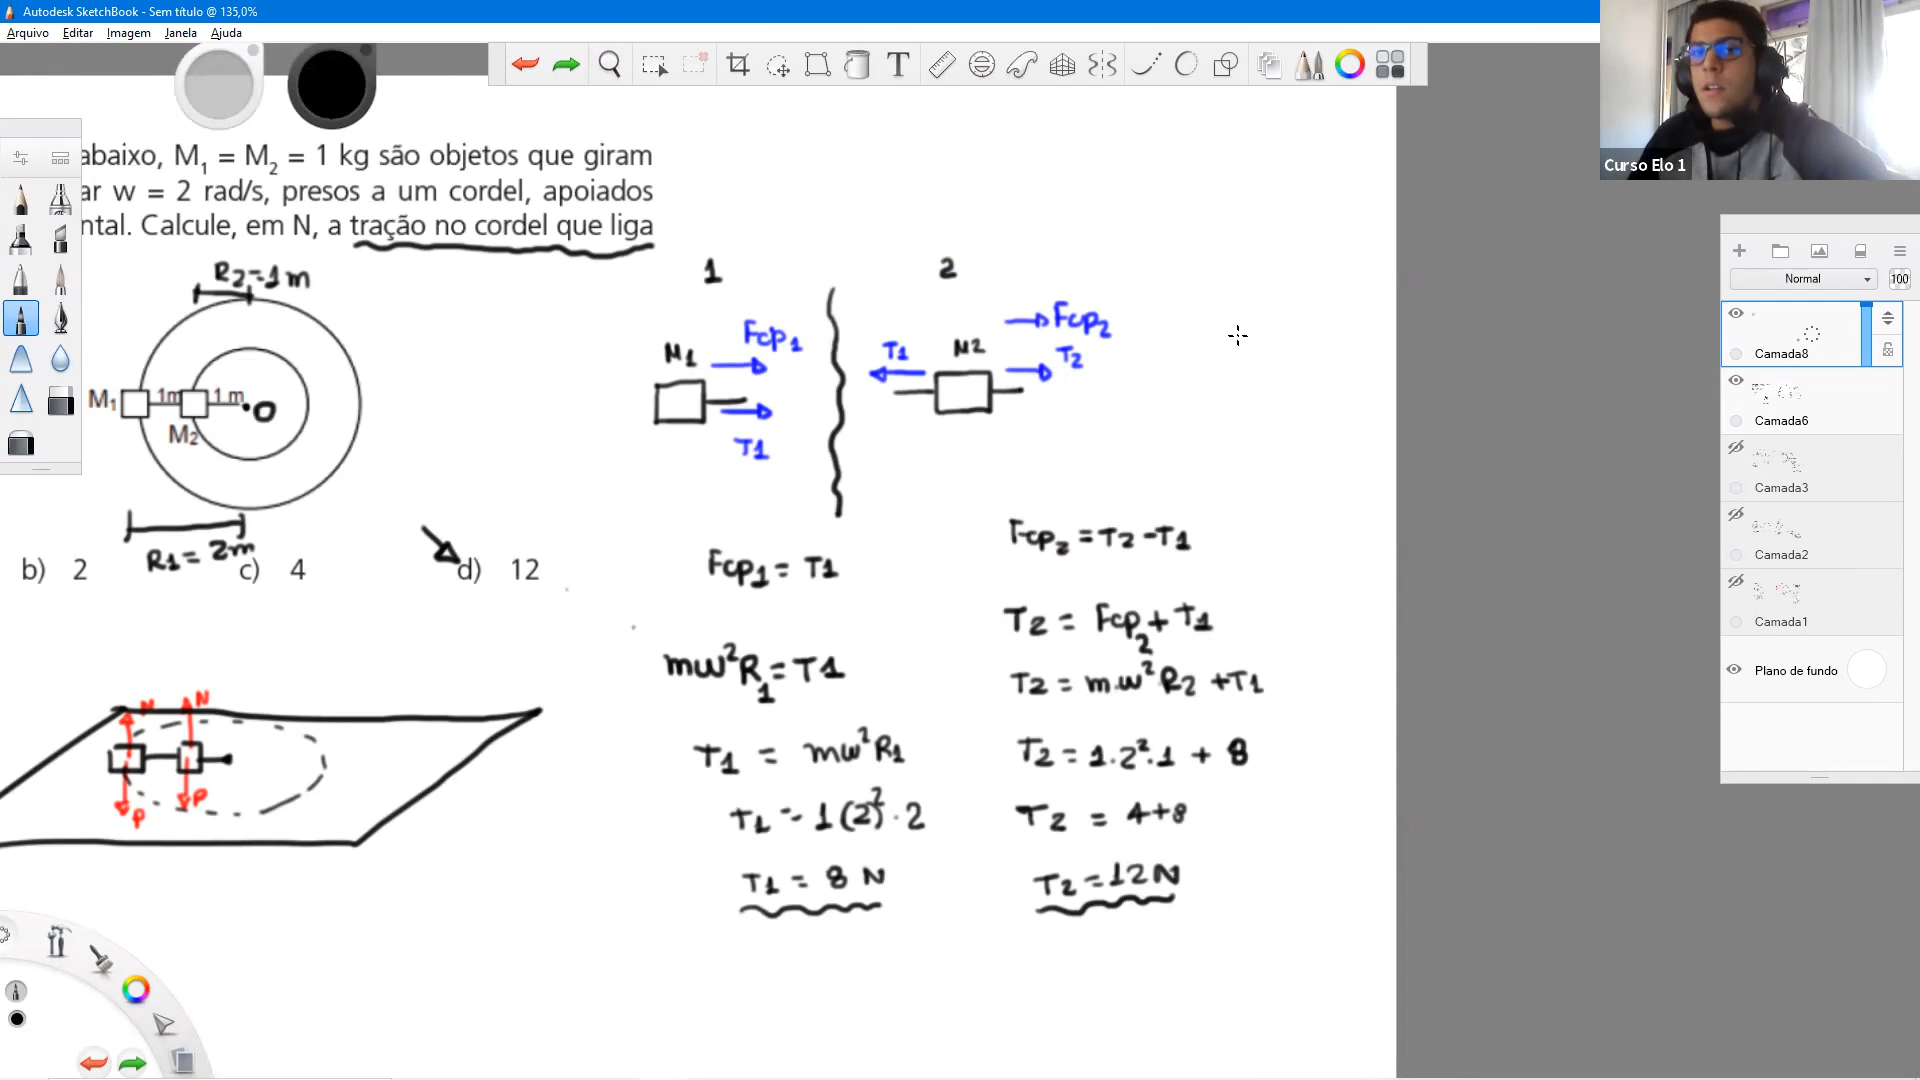 Autodesk SketchBook - Sem título @ 135,0%
Arquivo Editar Imagem Janela Ajuda
abaixo, M1 = M2 = 1 kg são objetos que giram
ar w = 2 rad/s, presos a um cordel, apoiados
ntal. Calcule, em N, a tração no cordel que liga
R2=1m
M1 1m 1 m O
M2
R1=2m
b) 2 c) 4 d) 12
N N
P P
1
M1 Fcp1
T1
2
Fcp2
T1 M2 T2
Fcp1 = T1
mw²R1 = T1
T1 = mw²R1
T1 = 1(2)²·2
T1 = 8 N
Fcp2 = T2 - T1
T2 = Fcp2 + T1
T2 = m·w²·R2 + T1
T2 = 1·2²·1 + 8
T2 = 4+8
T2 = 12N
Curso Elo 1
Normal 100
Camada8
Camada6
Camada3
Camada2
Camada1
Plano de fundo